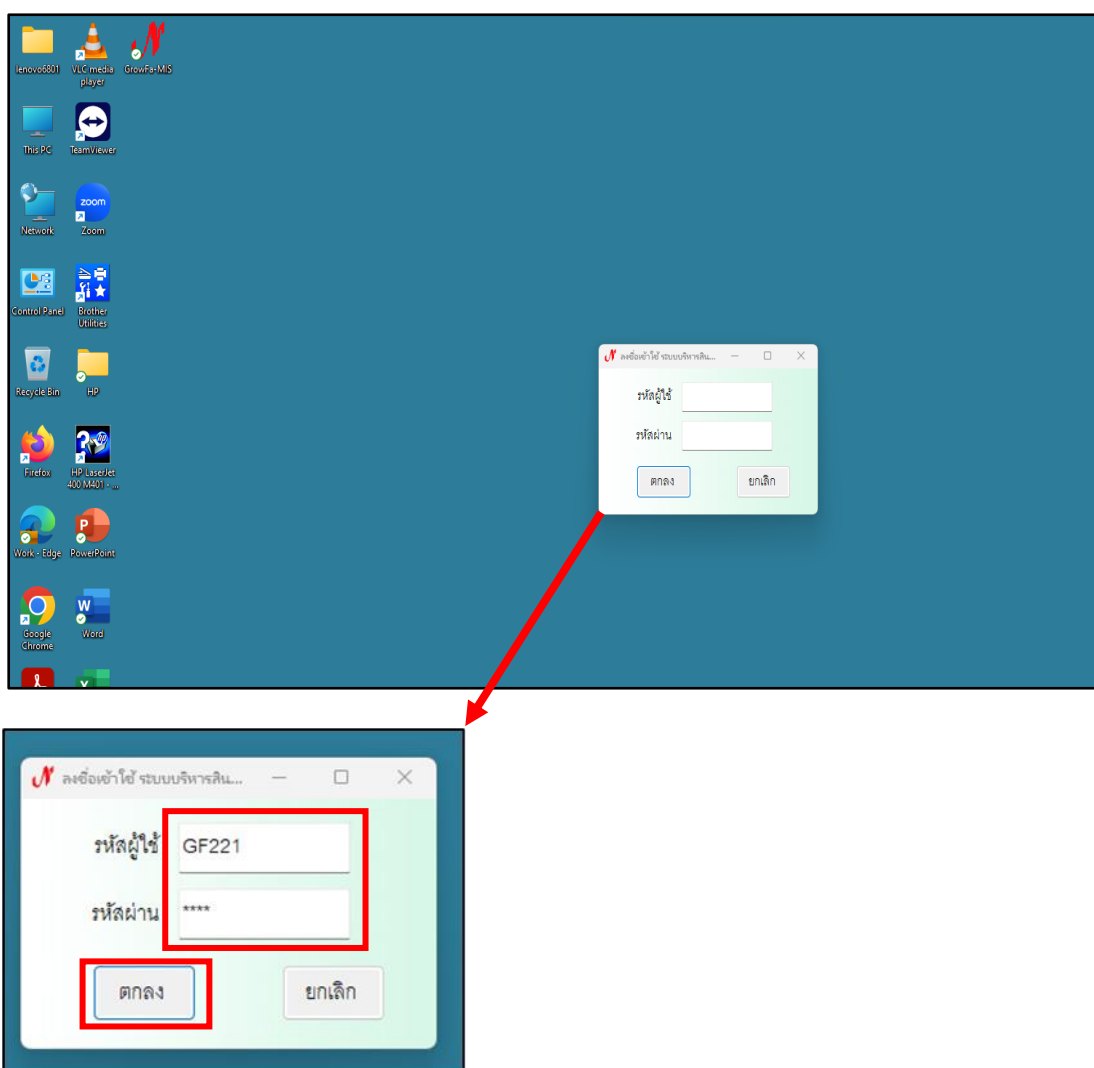 lenovo6801
VLC media
player
GrowFa-MIS
This PC
TeamViewer
zoom
Network
Zoom
Control Panel
Brother
Utilities
Recycle Bin
HP
Firefox
HP LaserJet
400 M401 - ...
Work - Edge
PowerPoint
Google
Chrome
Word
ลงชื่อเข้าใช้ ระบบบริหารสิน...
รหัสผู้ใช้
รหัสผ่าน
ตกลง
ยกเลิก
ลงชื่อเข้าใช้ ระบบบริหารสิน...
รหัสผู้ใช้ GF221
รหัสผ่าน ****
ตกลง
ยกเลิก